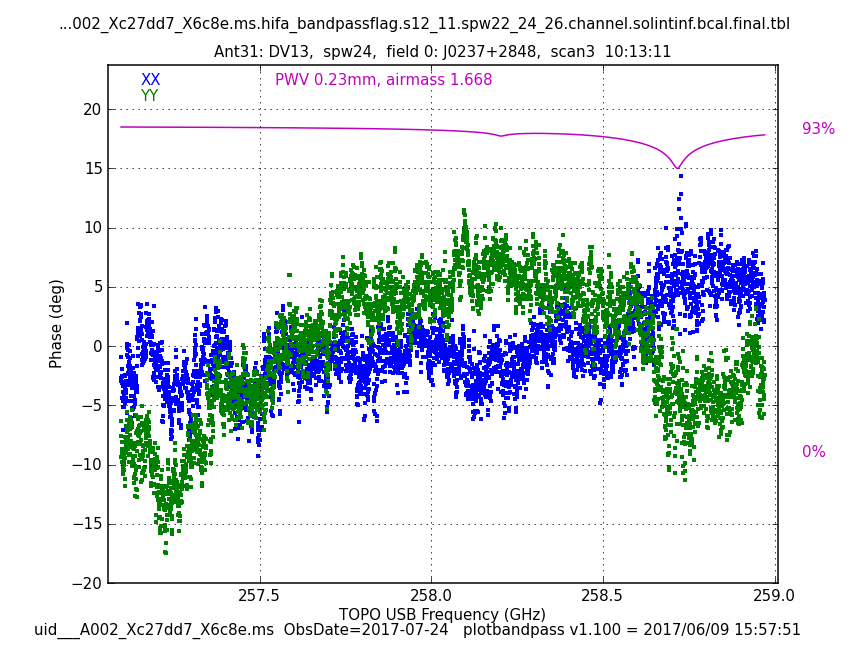 ...002_Xc27dd7_X6c8e.ms.hifa_bandpassflag.s12_11.spw22_24_26.channel.solintinf.bcal.final.tbl
Ant31: DV13, spw24, field 0: J0237+2848, scan3 10:13:11
XX
YY
PWV 0.23mm, airmass 1.668
93%
0%
Phase (deg)
20
15
10
5
0
−5
−10
−15
−20
257.5
258.0
258.5
259.0
TOPO USB Frequency (GHz)
uid___A002_Xc27dd7_X6c8e.ms ObsDate=2017-07-24 plotbandpass v1.100 = 2017/06/09 15:57:51